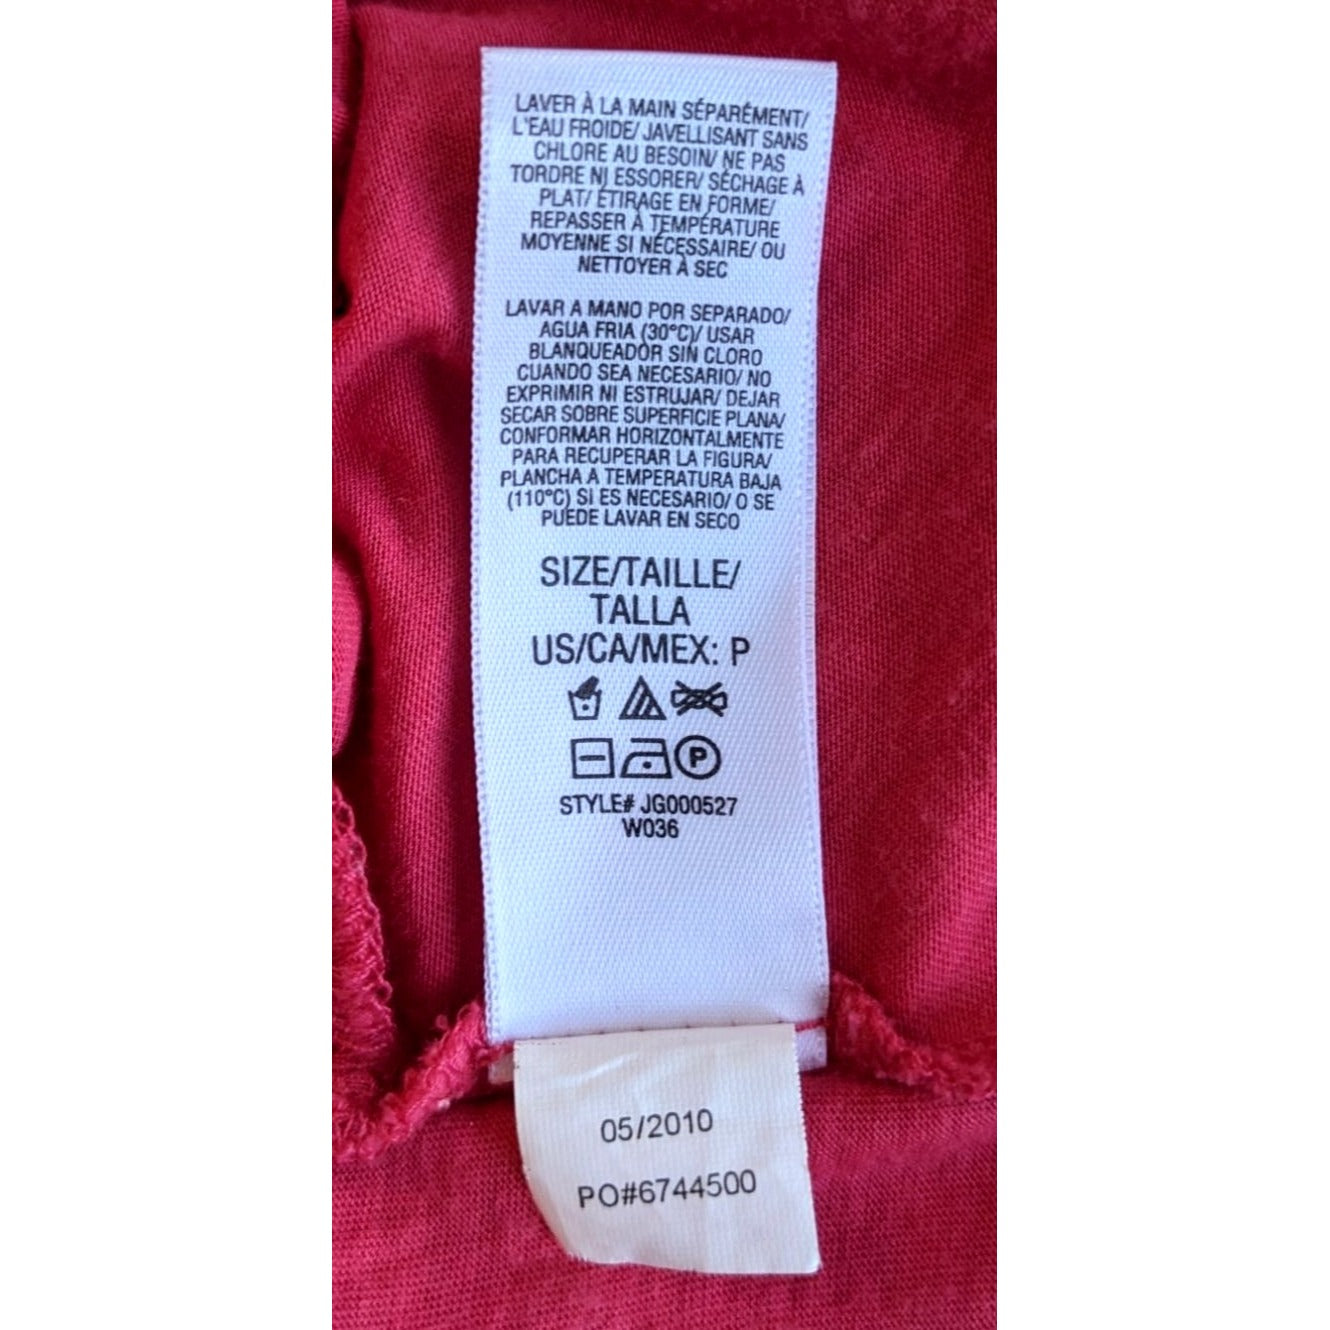 LAVER À LA MAIN SÉPARÉMENT/
L'EAU FROIDE/ JAVELLISANT SANS
CHLORE AU BESOIN/ NE PAS
TORDRE NI ESSORER/ SÉCHAGE À
PLAT/ ÉTIRAGE EN FORME/
REPASSER À TEMPÉRATURE
MOYENNE SI NÉCESSAIRE/ OU
NETTOYER À SEC
LAVAR A MANO POR SEPARADO/
AGUA FRIA (30°C)/ USAR
BLANQUEADOR SIN CLORO
CUANDO SEA NECESARIO/ NO
EXPRIMIR NI ESTRUJAR/ DEJAR
SECAR SOBRE SUPERFICIE PLANA/
CONFORMAR HORIZONTALMENTE
PARA RECUPERAR LA FIGURA/
PLANCHA A TEMPERATURA BAJA
(110°C) SI ES NECESARIO/ O SE
PUEDE LAVAR EN SECO
SIZE/TAILLE/
TALLA
US/CA/MEX: P
P
STYLE# JG000527
W036
05/2010
PO#6744500